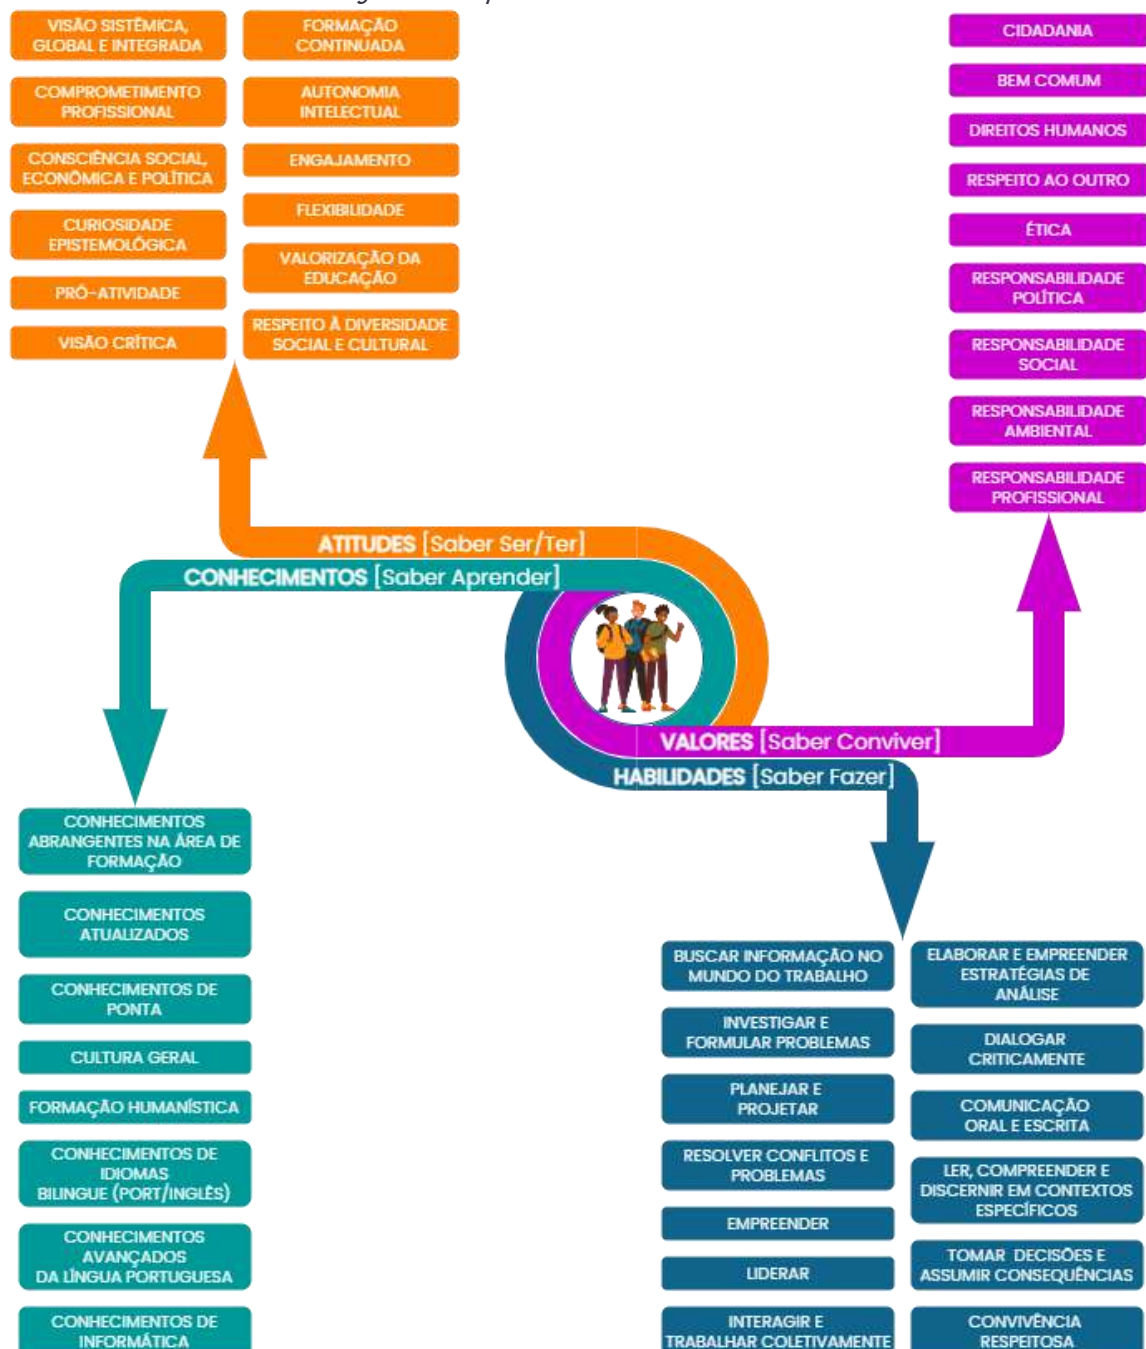 VISÃO SISTÊMICA,
GLOBAL E INTEGRADA
COMPROMETIMENTO
PROFISSIONAL
CONSCIÊNCIA SOCIAL,
ECONÔMICA E POLÍTICA
CURIOSIDADE
EPISTEMOLÓGICA
PRÓ-ATIVIDADE
VISÃO CRÍTICA
FORMAÇÃO
CONTINUADA
AUTONOMIA
INTELECTUAL
ENGAJAMENTO
FLEXIBILIDADE
VALORIZAÇÃO DA
EDUCAÇÃO
RESPEITO À DIVERSIDADE
SOCIAL E CULTURAL
CIDADANIA
BEM COMUM
DIREITOS HUMANOS
RESPEITO AO OUTRO
ÉTICA
RESPONSABILIDADE
POLÍTICA
RESPONSABILIDADE
SOCIAL
RESPONSABILIDADE
AMBIENTAL
RESPONSABILIDADE
PROFISSIONAL
ATITUDES [Saber Ser/Ter]
CONHECIMENTOS [Saber Aprender]
VALORES [Saber Conviver]
HABILIDADES [Saber Fazer]
CONHECIMENTOS
ABRANGENTES NA ÁREA DE
FORMAÇÃO
CONHECIMENTOS
ATUALIZADOS
CONHECIMENTOS DE
PONTA
CULTURA GERAL
FORMAÇÃO HUMANÍSTICA
CONHECIMENTOS DE
IDIOMAS
BILINGUE (PORT/INGLÊS)
CONHECIMENTOS
AVANÇADOS
DA LÍNGUA PORTUGUESA
CONHECIMENTOS DE
INFORMÁTICA
BUSCAR INFORMAÇÃO NO
MUNDO DO TRABALHO
INVESTIGAR E
FORMULAR PROBLEMAS
PLANEJAR E
PROJETAR
RESOLVER CONFLITOS E
PROBLEMAS
EMPREENDER
LIDERAR
INTERAGIR E
TRABALHAR COLETIVAMENTE
ELABORAR E EMPREENDER
ESTRATÉGIAS DE
ANÁLISE
DIALOGAR
CRITICAMENTE
COMUNICAÇÃO
ORAL E ESCRITA
LER, COMPREENDER E
DISCERNIR EM CONTEXTOS
ESPECÍFICOS
TOMAR DECISÕES E
ASSUMIR CONSEQUÊNCIAS
CONVIVÊNCIA
RESPEITOSA